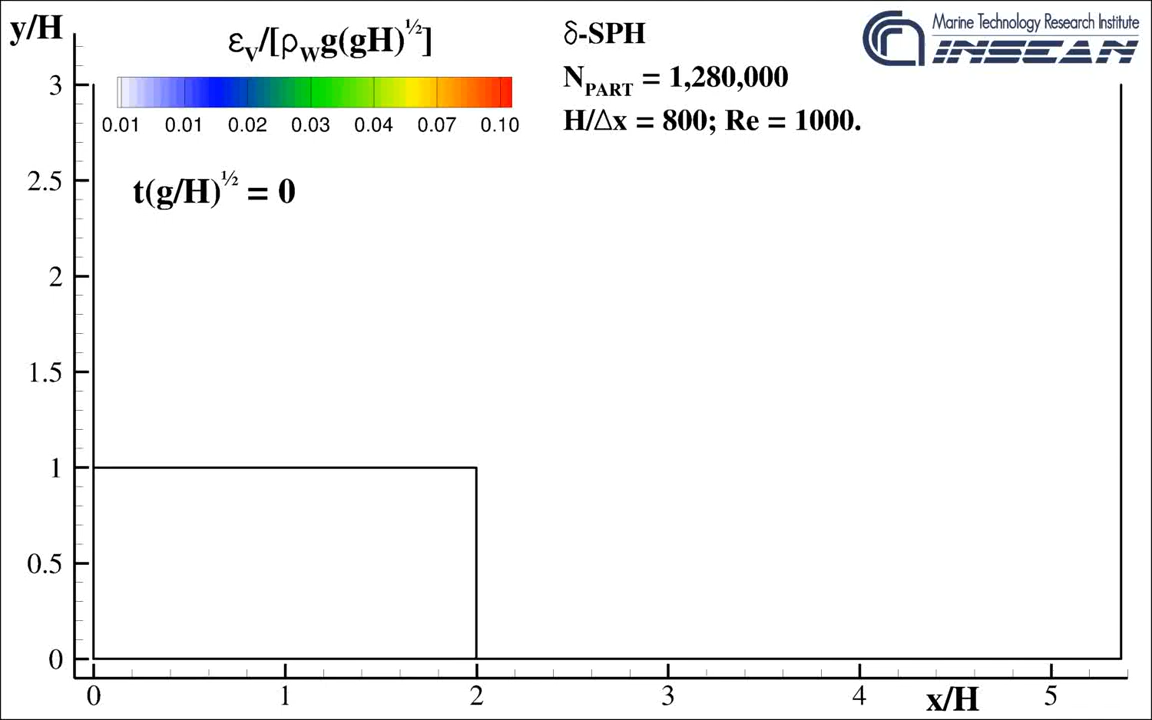 y/H
εv/[ρwg(gH)½]
0.01 0.01 0.02 0.03 0.04 0.07 0.10
t(g/H)½ = 0
δ-SPH
NPART = 1,280,000
H/Δx = 800; Re = 1000.
Marine Technology Research Institute
INSEAN
3
2.5
2
1.5
1
0.5
0
0 1 2 3 4 5
x/H